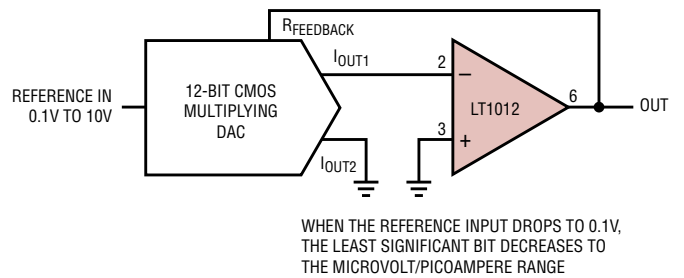 RFEEDBACK
IOUT1
REFERENCE IN
0.1V TO 10V
12-BIT CMOS
MULTIPLYING
DAC
2
−
LT1012
6
OUT
3
+
IOUT2
WHEN THE REFERENCE INPUT DROPS TO 0.1V,
THE LEAST SIGNIFICANT BIT DECREASES TO
THE MICROVOLT/PICOAMPERE RANGE